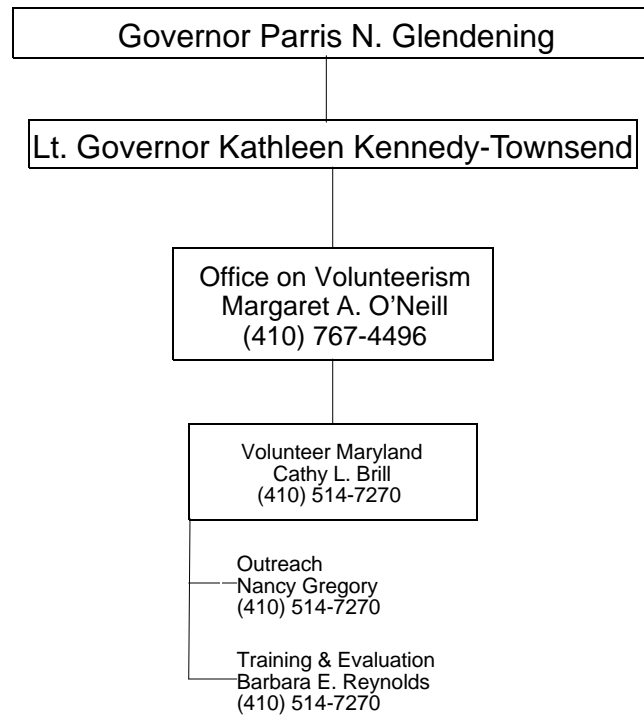 Governor Parris N. Glendening
Lt. Governor Kathleen Kennedy-Townsend
Office on Volunteerism
Margaret A. O'Neill
(410) 767-4496
Volunteer Maryland
Cathy L. Brill
(410) 514-7270
Outreach
Nancy Gregory
(410) 514-7270
Training & Evaluation
Barbara E. Reynolds
(410) 514-7270